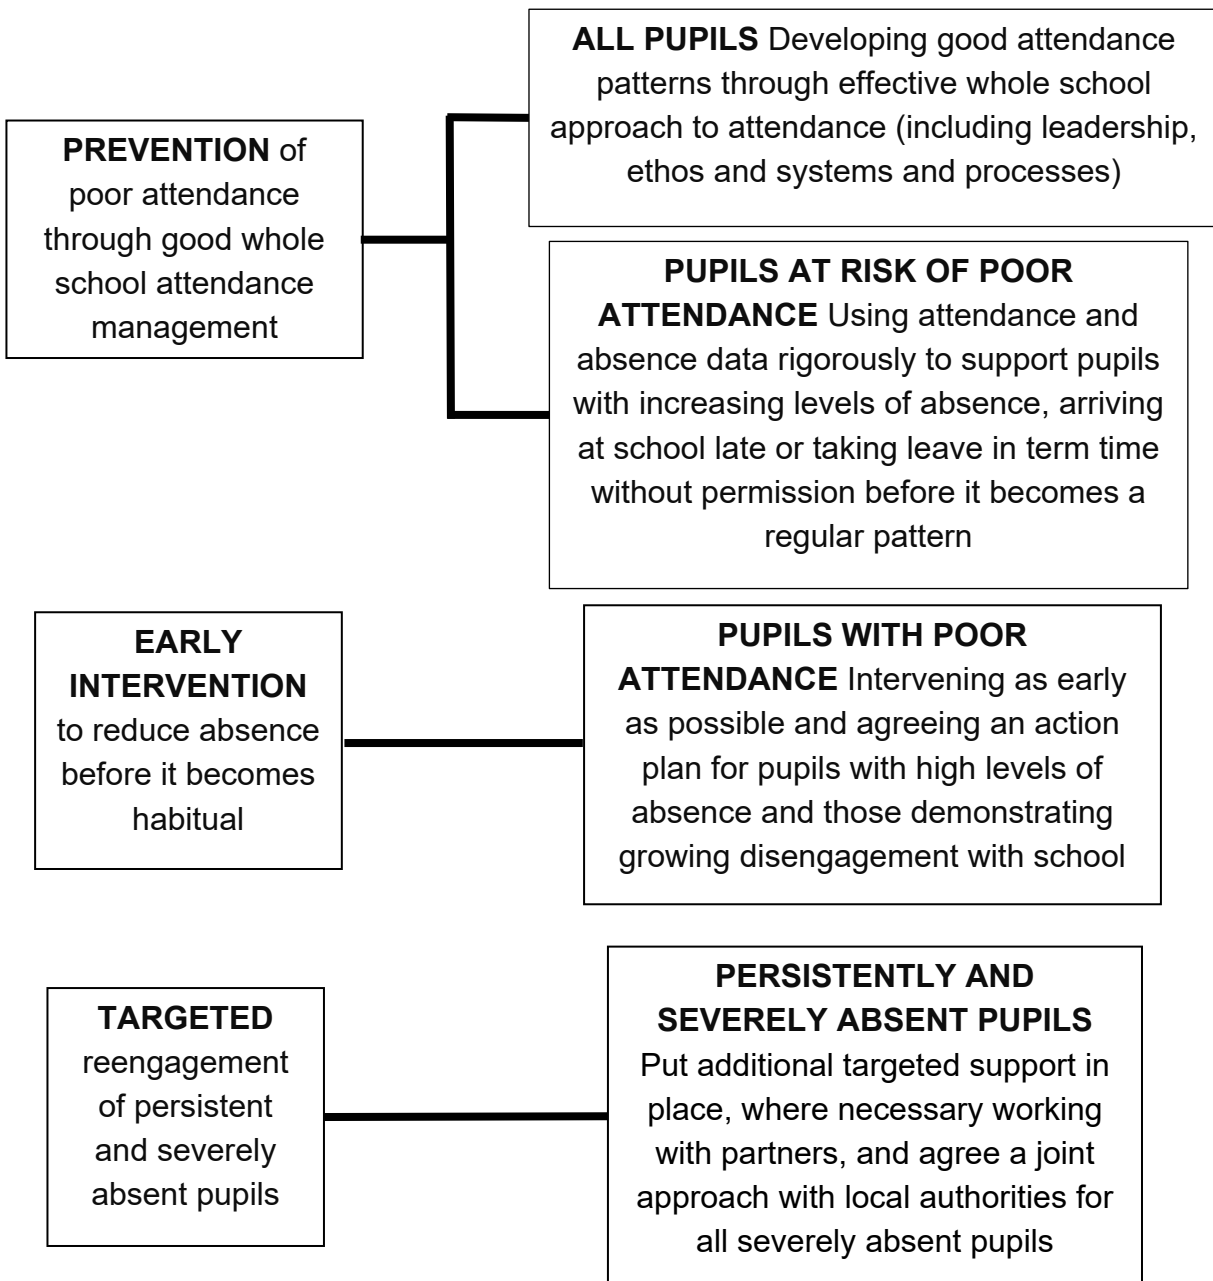 PREVENTION of
poor attendance
through good whole
school attendance
management
ALL PUPILS Developing good attendance
patterns through effective whole school
approach to attendance (including leadership,
ethos and systems and processes)
PUPILS AT RISK OF POOR
ATTENDANCE Using attendance and
absence data rigorously to support pupils
with increasing levels of absence, arriving
at school late or taking leave in term time
without permission before it becomes a
regular pattern
EARLY
INTERVENTION
to reduce absence
before it becomes
habitual
PUPILS WITH POOR
ATTENDANCE Intervening as early
as possible and agreeing an action
plan for pupils with high levels of
absence and those demonstrating
growing disengagement with school
TARGETED
reengagement
of persistent
and severely
absent pupils
PERSISTENTLY AND
SEVERELY ABSENT PUPILS
Put additional targeted support in
place, where necessary working
with partners, and agree a joint
approach with local authorities for
all severely absent pupils